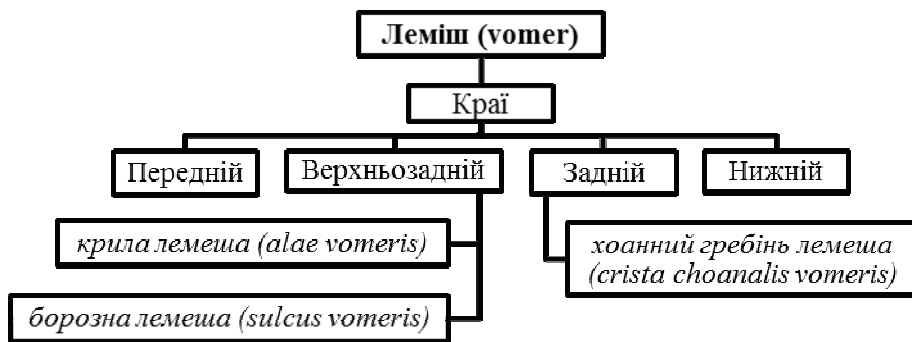 Леміш (vomer)
Краї
Передній
Верхньозадній
Задній
Нижній
крила лемеша (alae vomeris)
борозна лемеша (sulcus vomeris)
хоанний гребінь лемеша
(crista choanalis vomeris)